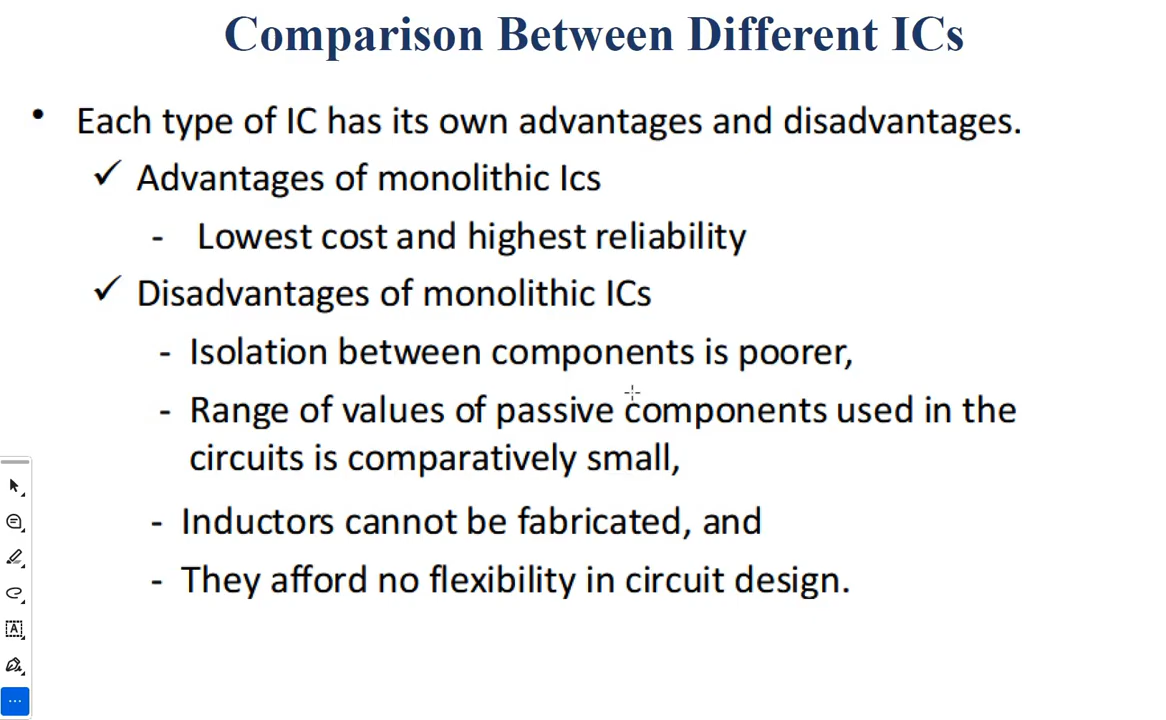 Comparison Between Different ICs
• Each type of IC has its own advantages and disadvantages.
✓ Advantages of monolithic Ics
- Lowest cost and highest reliability
✓ Disadvantages of monolithic ICs
- Isolation between components is poorer,
- Range of values of passive components used in the
circuits is comparatively small,
- Inductors cannot be fabricated, and
- They afford no flexibility in circuit design.